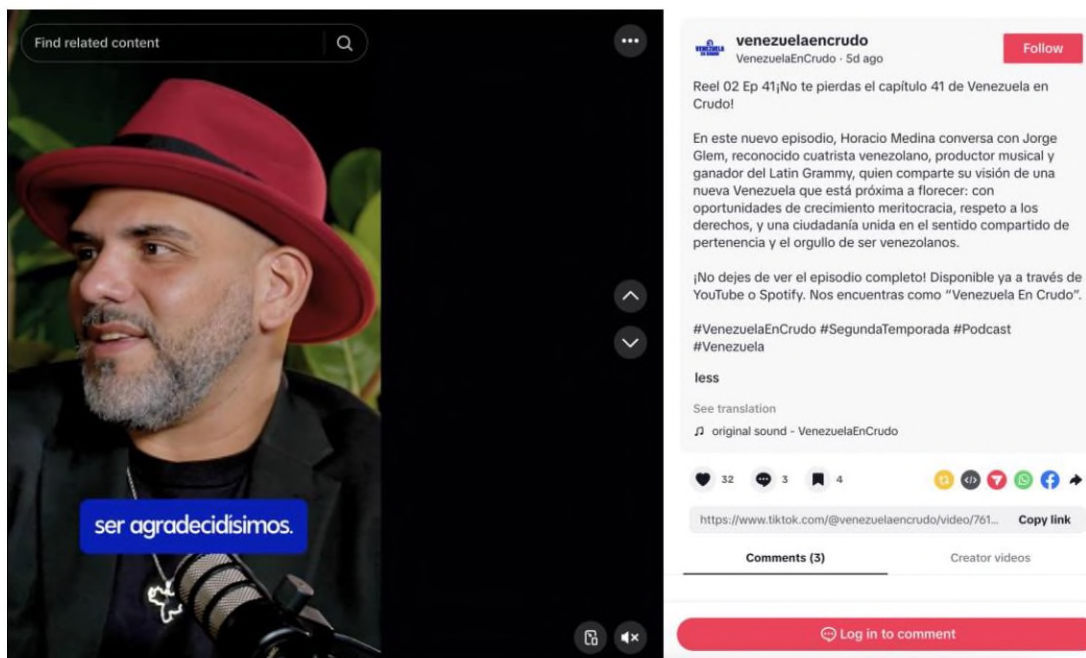 Find related content
ser agradecidísimos.
VENEZUELA
venezuelaencrudo
VenezuelaEnCrudo · 5d ago
Follow
Reel 02 Ep 41¡No te pierdas el capítulo 41 de Venezuela en
Crudo!
En este nuevo episodio, Horacio Medina conversa con Jorge
Glem, reconocido cuatrista venezolano, productor musical y
ganador del Latin Grammy, quien comparte su visión de una
nueva Venezuela que está próxima a florecer: con
oportunidades de crecimiento meritocracia, respeto a los
derechos, y una ciudadanía unida en el sentido compartido de
pertenencia y el orgullo de ser venezolanos.
¡No dejes de ver el episodio completo! Disponible ya a través de
YouTube o Spotify. Nos encuentras como “Venezuela En Crudo”.
#VenezuelaEnCrudo #SegundaTemporada #Podcast
#Venezuela
less
See translation
original sound - VenezuelaEnCrudo
32 3 4
https://www.tiktok.com/@venezuelaencrudo/video/761... Copy link
Comments (3) Creator videos
Log in to comment